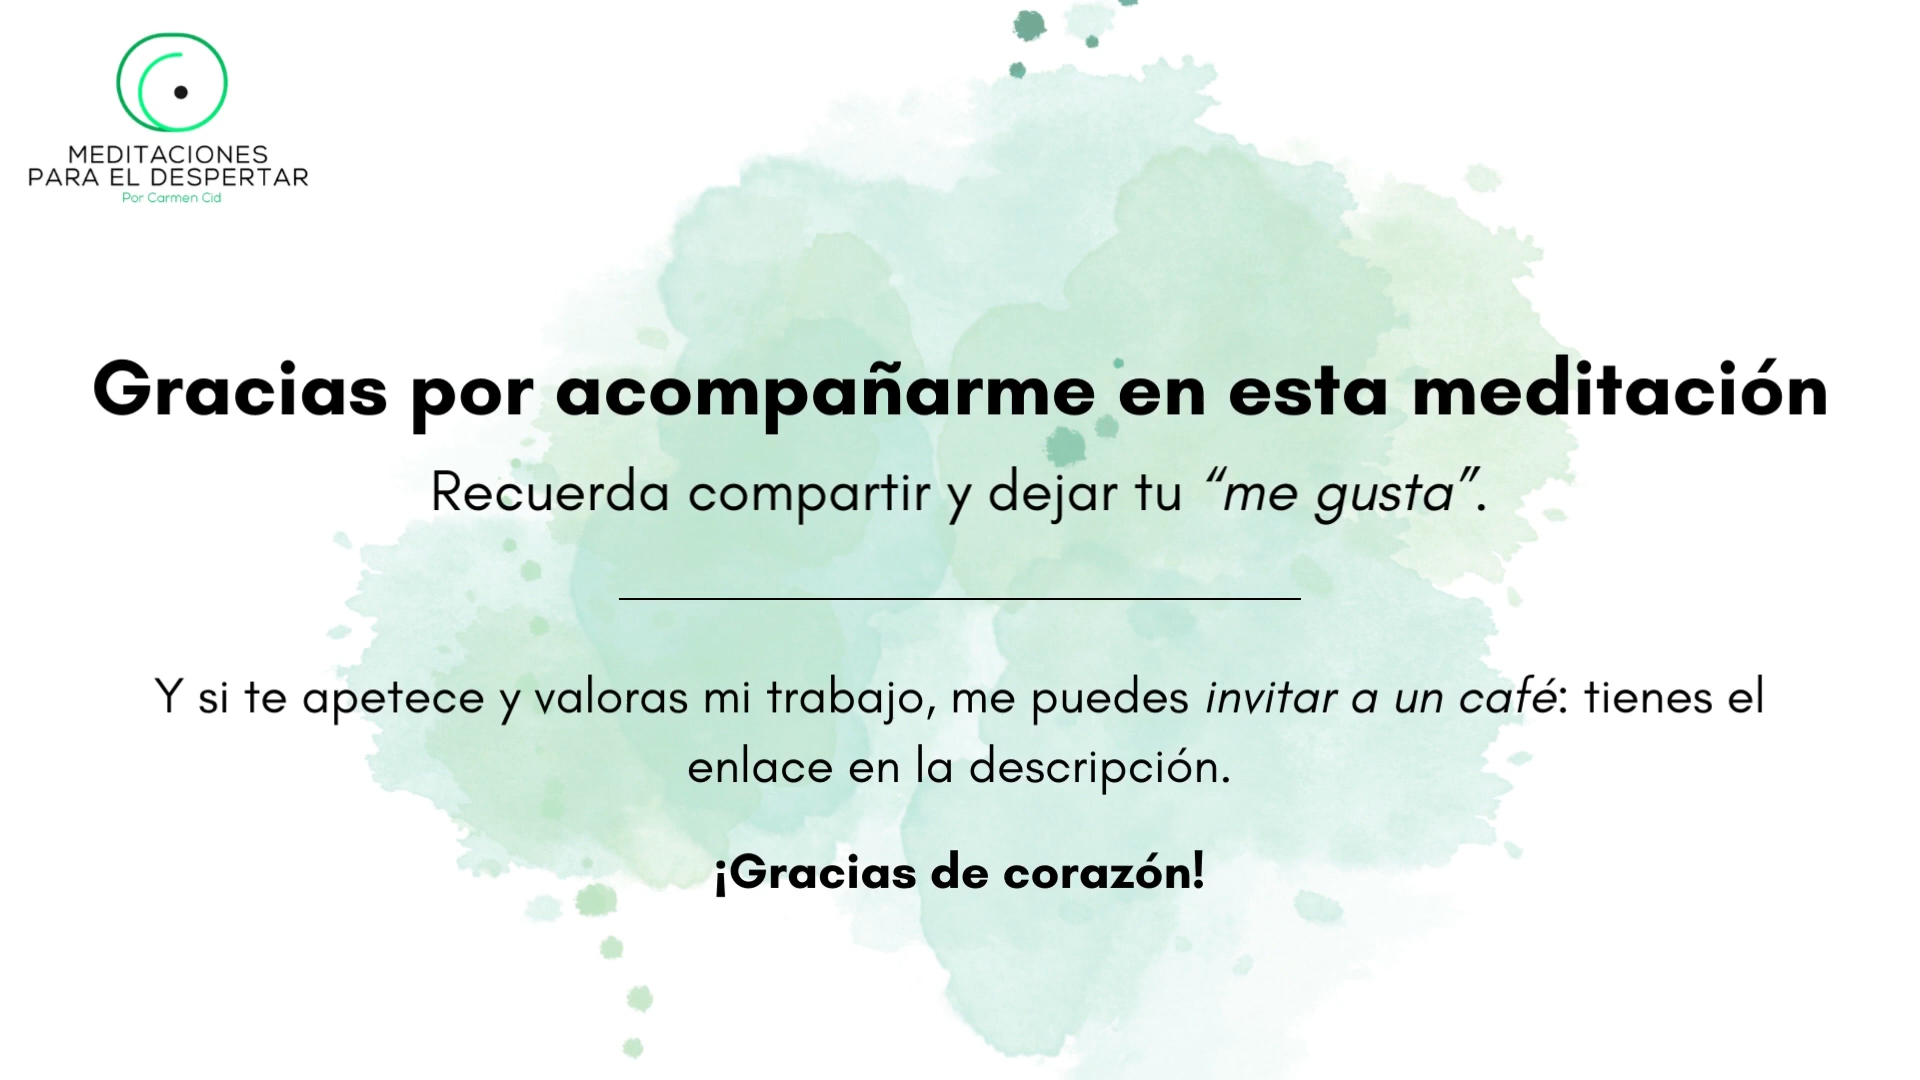 MEDITACIONES
PARA EL DESPERTAR
Por Carmen Cid
Gracias por acompañarme en esta meditación
Recuerda compartir y dejar tu “me gusta”.
Y si te apetece y valoras mi trabajo, me puedes invitar a un café: tienes el
enlace en la descripción.
¡Gracias de corazón!